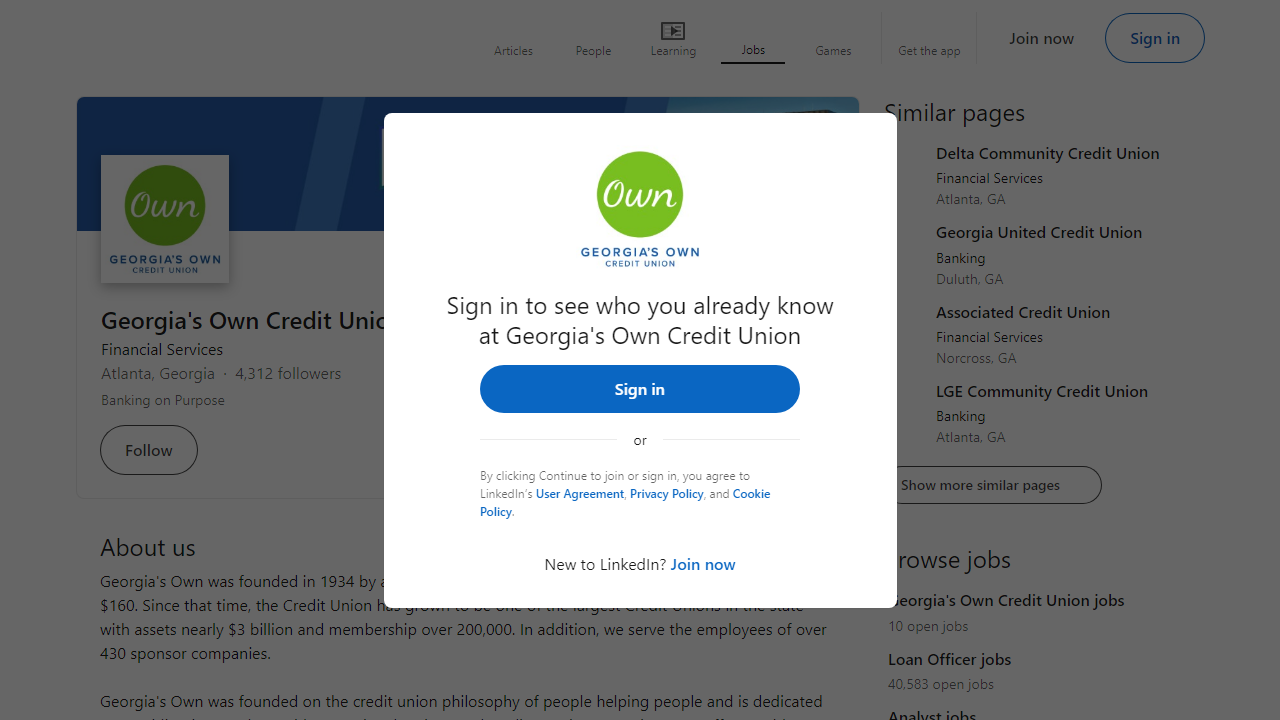 Articles
People
Learning
Jobs
Games
Get the app
Join now
Sign in
Own
GEORGIA'S OWN
CREDIT UNION
Georgia's Own Credit
Financial Services
Atlanta, Georgia · 4,312 followers
Banking on Purpose
Follow
About us
Georgia's Own was founded in 1934 by
$160. Since that time, the Credit Union has grown to be one of the largest Credit Unions in the state
with assets nearly $3 billion and membership over 200,000. In addition, we serve the employees of over
430 sponsor companies.
Georgia's Own was founded on the credit union philosophy of people helping people and is dedicated
Own
GEORGIA'S OWN
CREDIT UNION
Sign in to see who you already know
at Georgia's Own Credit Union
Sign in
or
By clicking Continue to join or sign in, you agree to
LinkedIn's User Agreement, Privacy Policy, and Cookie
Policy.
New to LinkedIn? Join now
Similar pages
Delta Community Credit Union
Financial Services
Atlanta, GA
Georgia United Credit Union
Banking
Duluth, GA
Associated Credit Union
Financial Services
Norcross, GA
LGE Community Credit Union
Banking
Atlanta, GA
Show more similar pages
Browse jobs
Georgia's Own Credit Union jobs
10 open jobs
Loan Officer jobs
40,583 open jobs
Analyst jobs